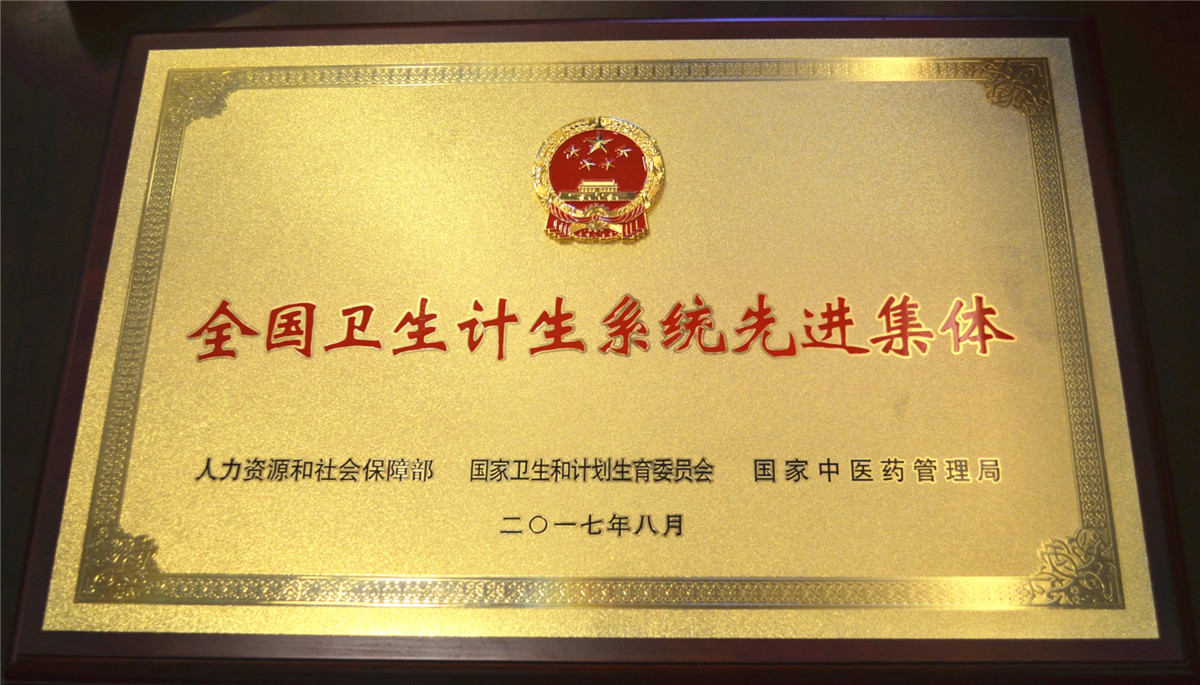 全国卫生计生系统先进集体
人力资源和社会保障部 国家卫生和计划生育委员会 国家中医药管理局
二〇一七年八月